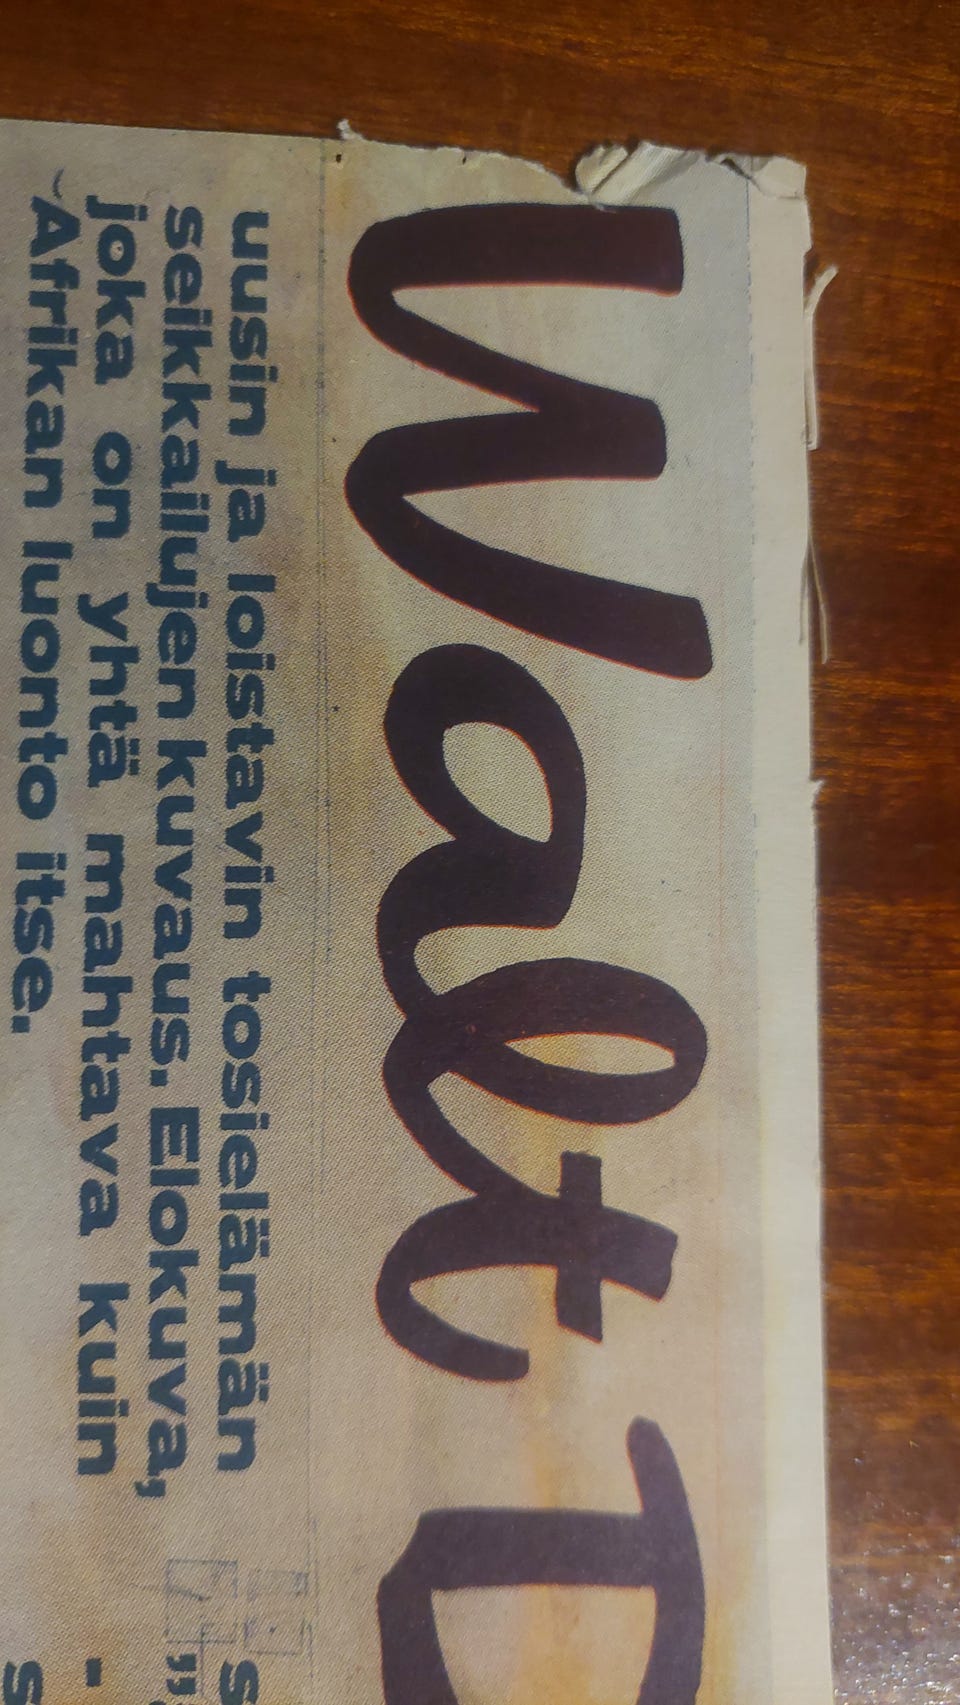 Walt D
uusin ja loistavin tosielämän s
seikkailujen kuvaus. Elokuva, ”
joka on yhtä mahtava kuin -
Afrikan luonto itse. s